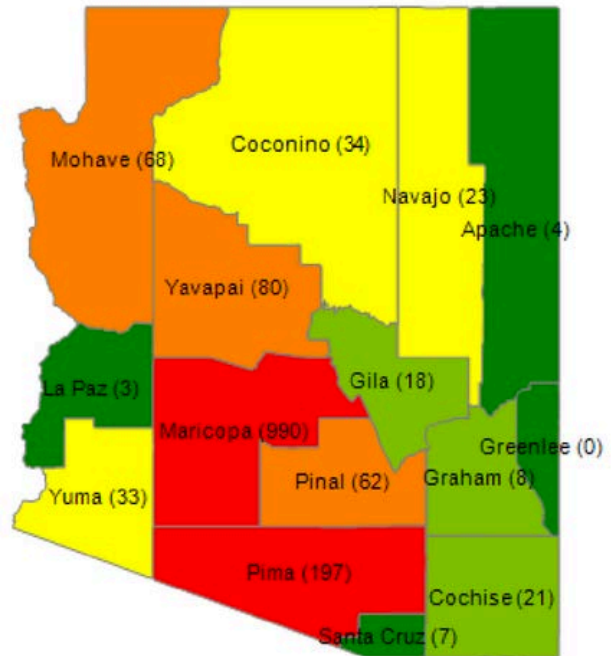 Coconino (34)
Mohave (68)
Navajo (23)
Apache (4)
Yavapai (80)
Gila (18)
La Paz (3)
Maricopa (990)
Greenlee (0)
Graham (8)
Pinal (62)
Yuma (33)
Pima (197)
Cochise (21)
Santa Cruz (7)